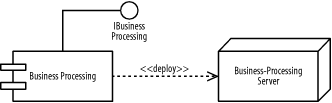 IBusiness
Processing
<<deploy>>
Business Processing
Business-Processing
Server